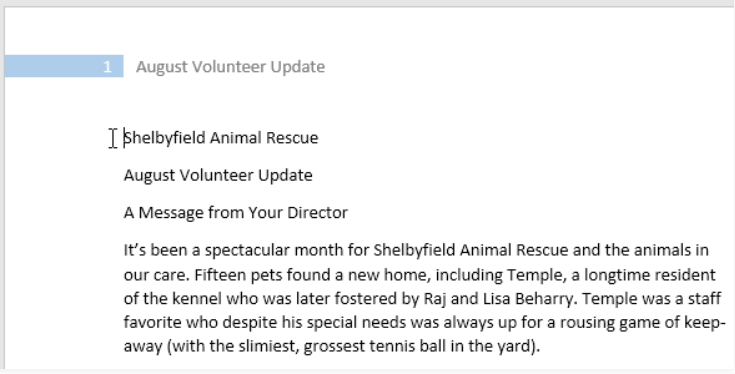 1 August Volunteer Update
Shelbyfield Animal Rescue
August Volunteer Update
A Message from Your Director
It’s been a spectacular month for Shelbyfield Animal Rescue and the animals in
our care. Fifteen pets found a new home, including Temple, a longtime resident
of the kennel who was later fostered by Raj and Lisa Beharry. Temple was a staff
favorite who despite his special needs was always up for a rousing game of keep-
away (with the slimiest, grossest tennis ball in the yard).